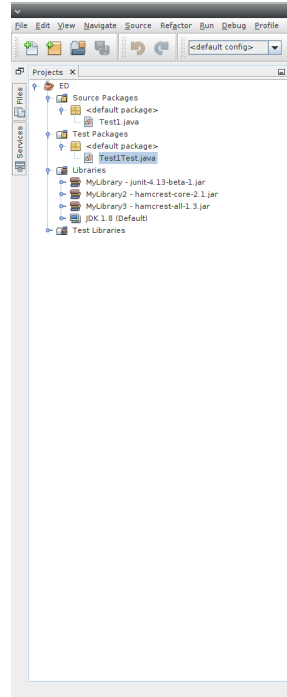 File Edit View Navigate Source Refactor Run Debug Profile
<default config>
Projects
Files
Services
ED
Source Packages
<default package>
Test1.java
Test Packages
<default package>
Test1Test.java
Libraries
MyLibrary - junit-4.13-beta-1.jar
MyLibrary2 - hamcrest-core-2.1.jar
MyLibrary3 - hamcrest-all-1.3.jar
JDK 1.8 (Default)
Test Libraries